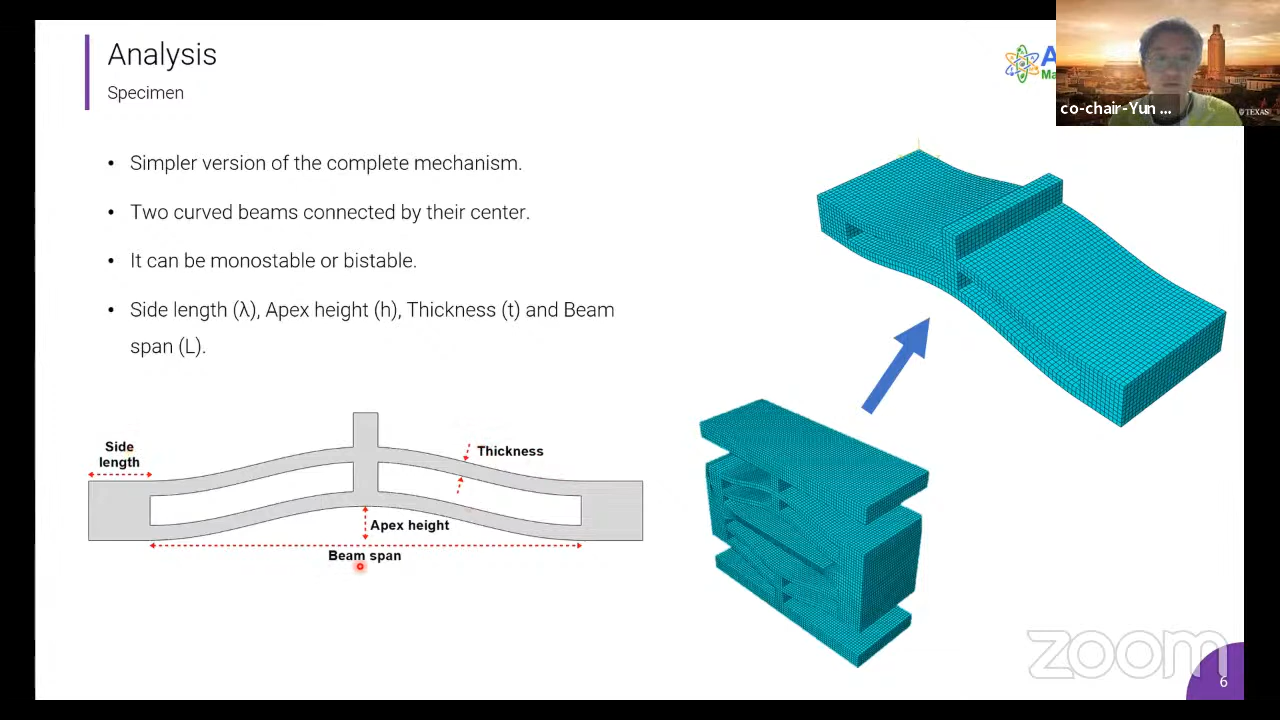 Analysis
Specimen
A
Ma
co-chair-Yun ...
TEXAS
• Simpler version of the complete mechanism.
• Two curved beams connected by their center.
• It can be monostable or bistable.
• Side length (λ), Apex height (h), Thickness (t) and Beam
span (L).
Side
length
Thickness
Apex height
Beam span
zoom
6